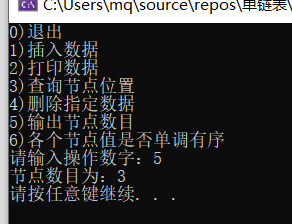 C:\Users\mq\source\repos\单链表\
0)退出
1)插入数据
2)打印数据
3)查询节点位置
4)删除指定数据
5)输出节点数目
6)各个节点值是否单调有序
请输入操作数字：5
节点数目为：3
请按任意键继续. . .